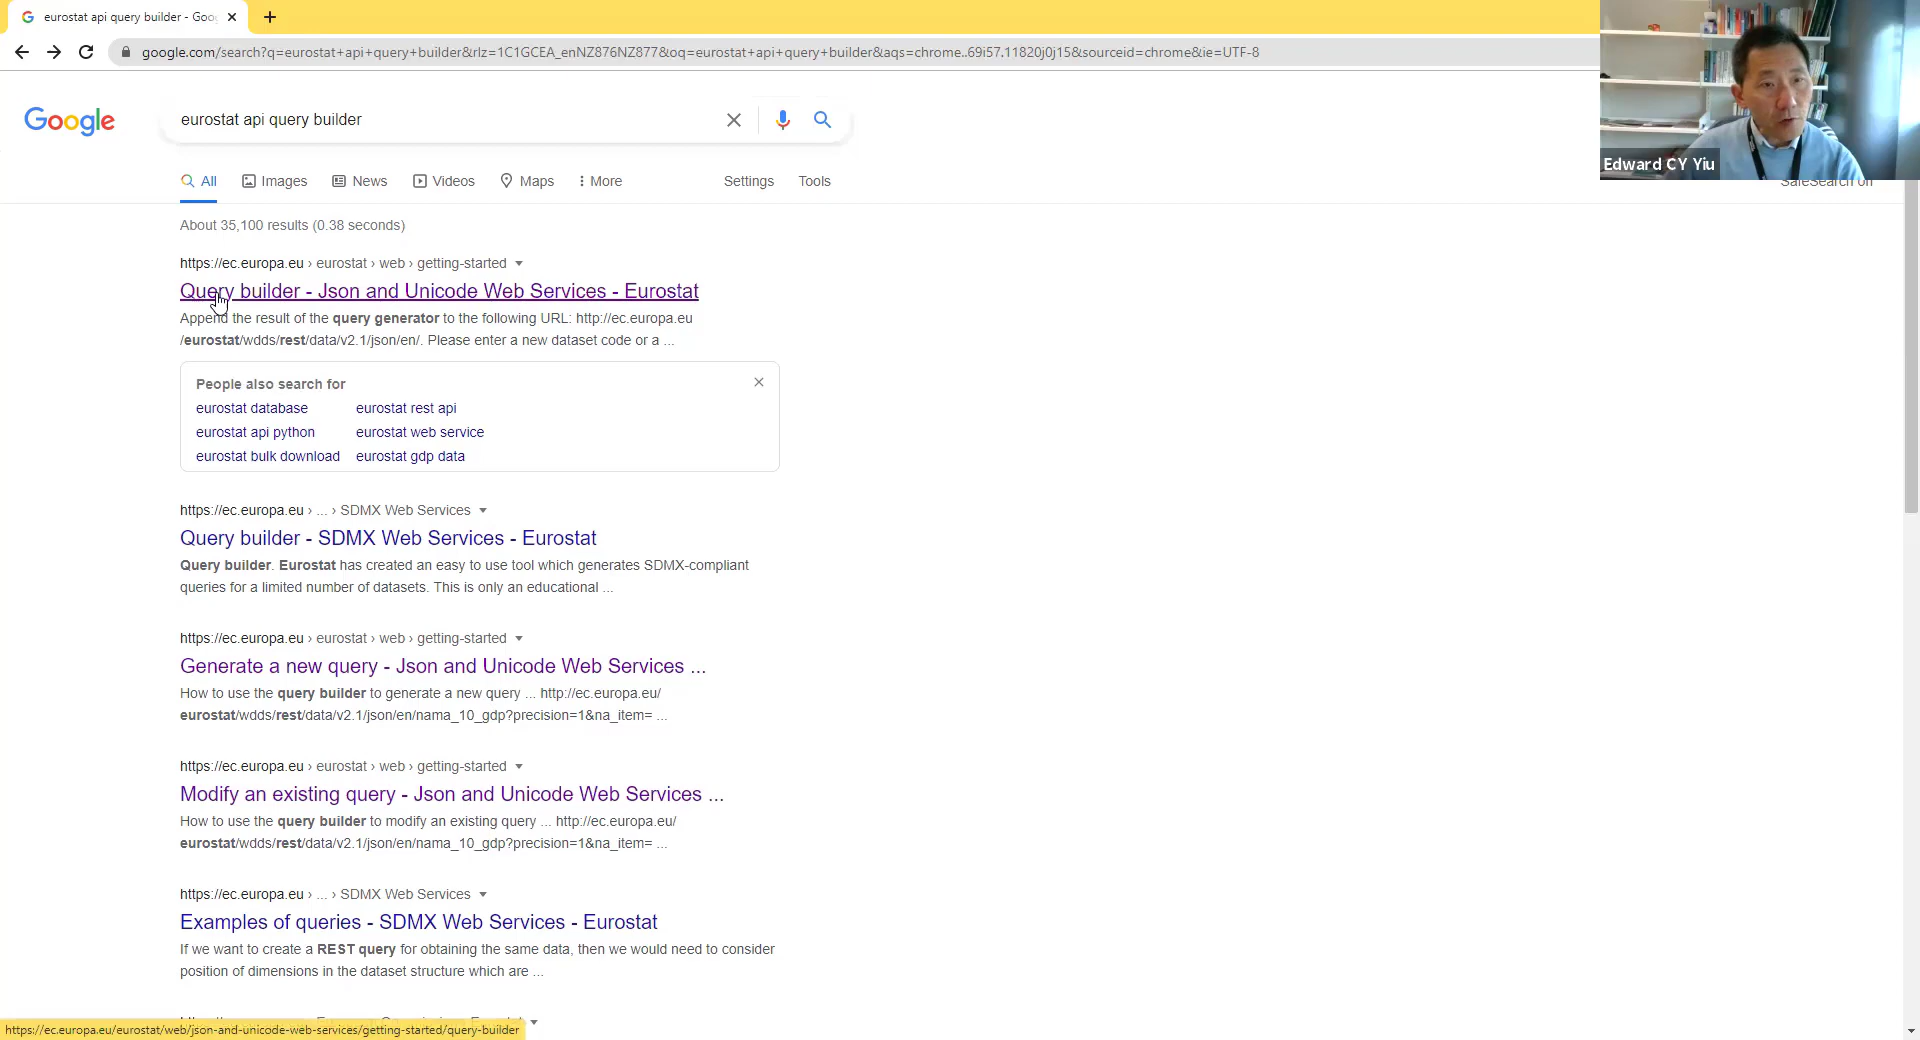 eurostat api query builder - Goo
google.com/search?q=eurostat+api+query+builder&rlz=1C1GCEA_enNZ876NZ877&oq=eurostat+api+query+builder&aqs=chrome..69i57.11820j0j15&sourceid=chrome&ie=UTF-8
Edward CY Yiu
Google
eurostat api query builder
All Images News Videos Maps More Settings Tools
SafeSearch on
About 35,100 results (0.38 seconds)
https://ec.europa.eu › eurostat › web › getting-started
Query builder - Json and Unicode Web Services - Eurostat
Append the result of the query generator to the following URL: http://ec.europa.eu
/eurostat/wdds/rest/data/v2.1/json/en/. Please enter a new dataset code or a ...
People also search for
eurostat database eurostat rest api
eurostat api python eurostat web service
eurostat bulk download eurostat gdp data
https://ec.europa.eu › ... › SDMX Web Services
Query builder - SDMX Web Services - Eurostat
Query builder. Eurostat has created an easy to use tool which generates SDMX-compliant
queries for a limited number of datasets. This is only an educational ...
https://ec.europa.eu › eurostat › web › getting-started
Generate a new query - Json and Unicode Web Services ...
How to use the query builder to generate a new query ... http://ec.europa.eu/
eurostat/wdds/rest/data/v2.1/json/en/nama_10_gdp?precision=1&na_item= ...
https://ec.europa.eu › eurostat › web › getting-started
Modify an existing query - Json and Unicode Web Services ...
How to use the query builder to modify an existing query ... http://ec.europa.eu/
eurostat/wdds/rest/data/v2.1/json/en/nama_10_gdp?precision=1&na_item= ...
https://ec.europa.eu › ... › SDMX Web Services
Examples of queries - SDMX Web Services - Eurostat
If we want to create a REST query for obtaining the same data, then we would need to consider
position of dimensions in the dataset structure which are ...
https://ec.europa.eu/eurostat/web/json-and-unicode-web-services/getting-started/query-builder